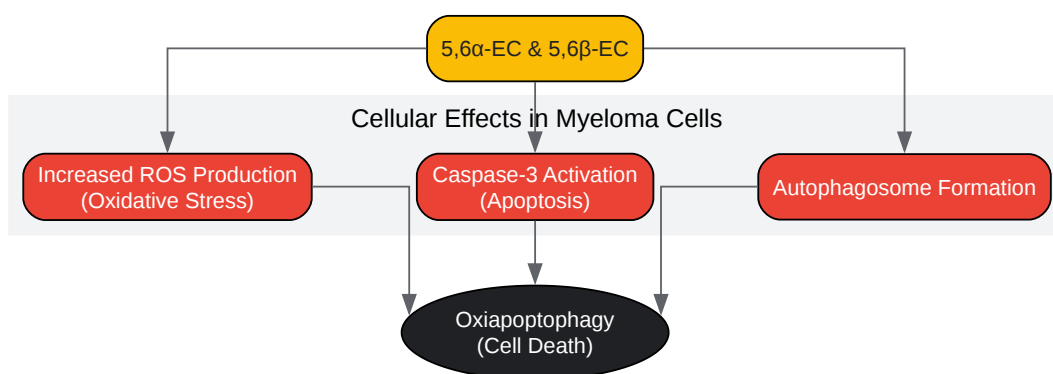 5,6α-EC & 5,6β-EC
Cellular Effects in Myeloma Cells
Increased ROS Production
(Oxidative Stress)
Caspase-3 Activation
(Apoptosis)
Autophagosome Formation
Oxiapoptophagy
(Cell Death)